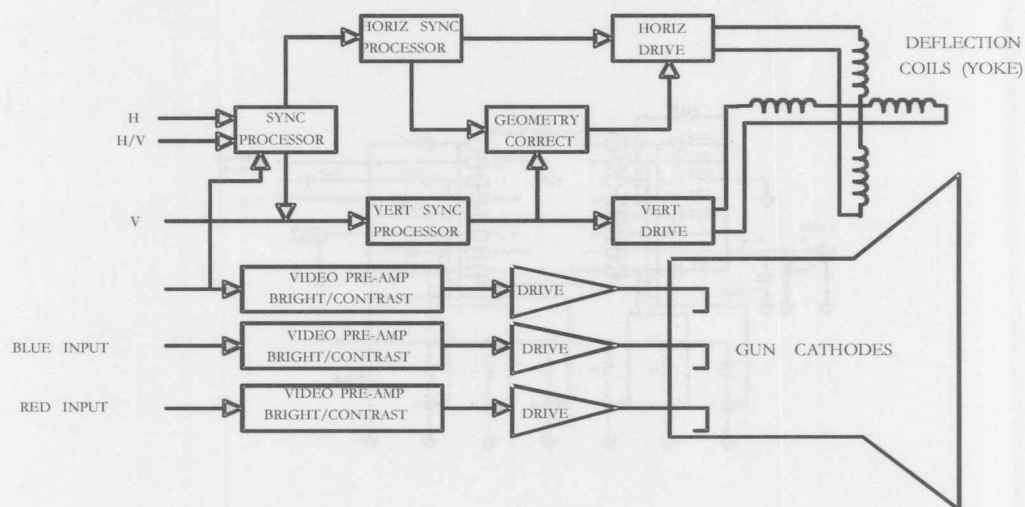 HORIZ SYNC
PROCESSOR
HORIZ
DRIVE
DEFLECTION
COILS (YOKE)
H
H/V
SYNC
PROCESSOR
GEOMETRY
CORRECT
V
VERT SYNC
PROCESSOR
VERT
DRIVE
VIDEO PRE-AMP
BRIGHT/CONTRAST
DRIVE
BLUE INPUT
VIDEO PRE-AMP
BRIGHT/CONTRAST
DRIVE
GUN CATHODES
RED INPUT
VIDEO PRE-AMP
BRIGHT/CONTRAST
DRIVE